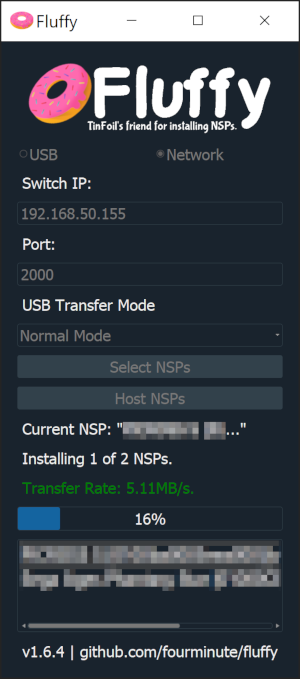 Fluffy
Fluffy
TinFoil's friend for installing NSPs.
USB Network
Switch IP:
192.168.50.155
Port:
2000
USB Transfer Mode
Normal Mode
Select NSPs
Host NSPs
Current NSP: "..."
Installing 1 of 2 NSPs.
Transfer Rate: 5.11MB/s.
16%
v1.6.4 | github.com/fourminute/fluffy